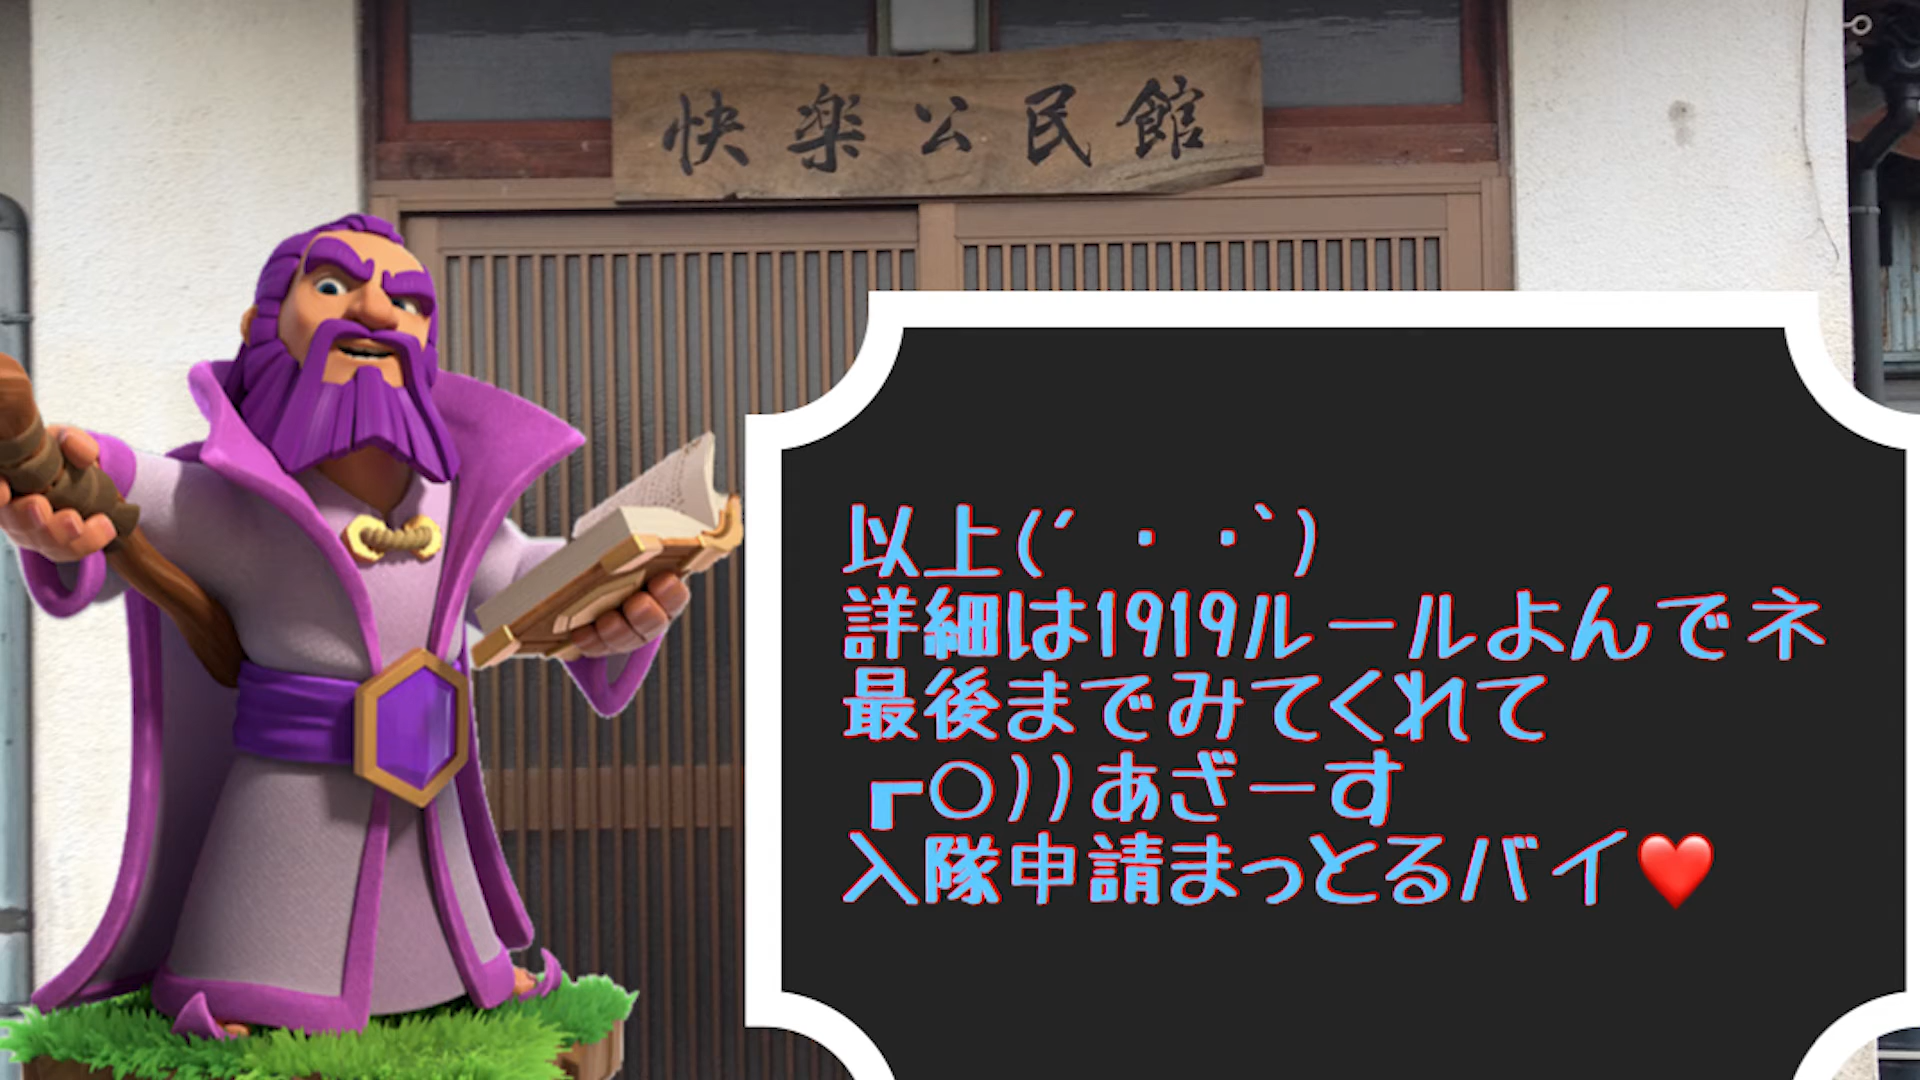 快楽公民館
以上(´・・`)
詳細は1919ルールよんでネ
最後までみてくれて
┏○))あざーす
入隊申請まっとるバイ❤️